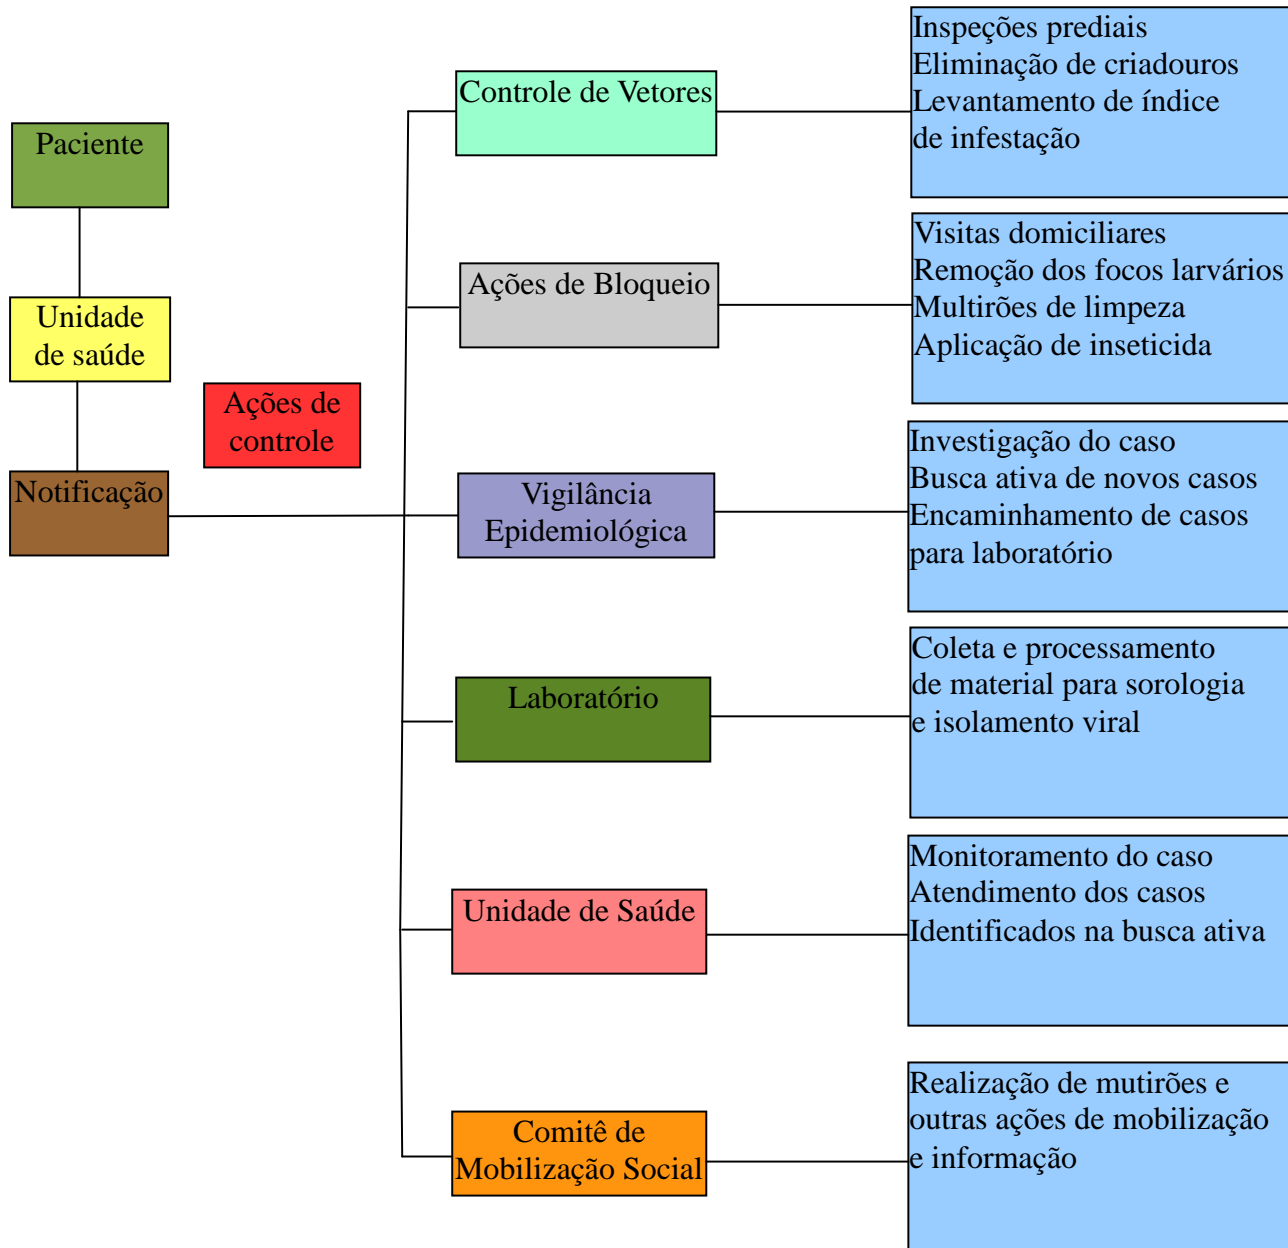 Paciente
Unidade
de saúde
Notificação
Ações de
controle
Controle de Vetores
Inspeções prediais
Eliminação de criadouros
Levantamento de índice
de infestação
Ações de Bloqueio
Visitas domiciliares
Remoção dos focos larvários
Multirões de limpeza
Aplicação de inseticida
Vigilância
Epidemiológica
Investigação do caso
Busca ativa de novos casos
Encaminhamento de casos
para laboratório
Laboratório
Coleta e processamento
de material para sorologia
e isolamento viral
Unidade de Saúde
Monitoramento do caso
Atendimento dos casos
Identificados na busca ativa
Comitê de
Mobilização Social
Realização de mutirões e
outras ações de mobilização
e informação